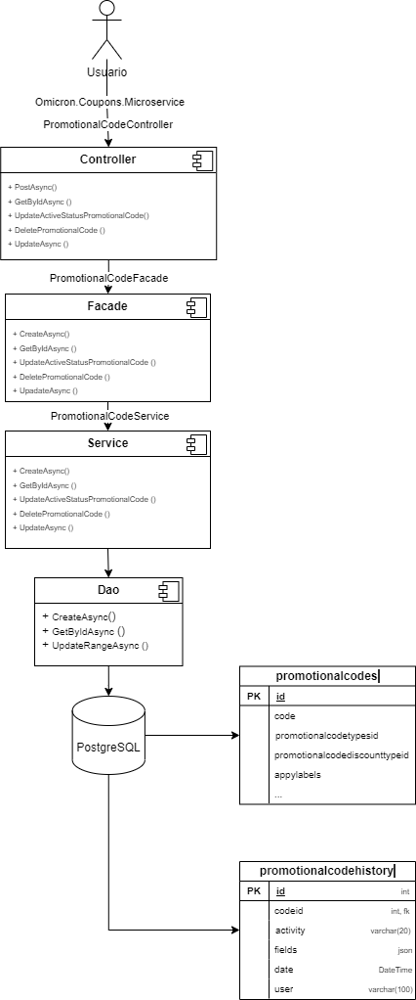 Usuario
Omicron.Coupons.Microservice
PromotionalCodeController
Controller
+ PostAsync()
+ GetByIdAsync ()
+ UpdateActiveStatusPromotionalCode()
+ DeletePromotionalCode ()
+ UpdateAsync ()
PromotionalCodeFacade
Facade
+ CreateAsync()
+ GetByIdAsync ()
+ UpdateActiveStatusPromotionalCode ()
+ DeletePromotionalCode ()
+ UpadateAsync ()
PromotionalCodeService
Service
+ CreateAsync()
+ GetByIdAsync ()
+ UpdateActiveStatusPromotionalCode ()
+ DeletePromotionalCode ()
+ UpdateAsync ()
Dao
+ CreateAsync()
+ GetByIdAsync ()
+ UpdateRangeAsync ()
PostgreSQL
promotionalcodes
PK id
code
promotionalcodetypesid
promotionalcodediscounttypeid
appylabels
...
promotionalcodehistory
PK id int
codeid int, fk
activity varchar(20)
fields json
date DateTime
user varchar(100)